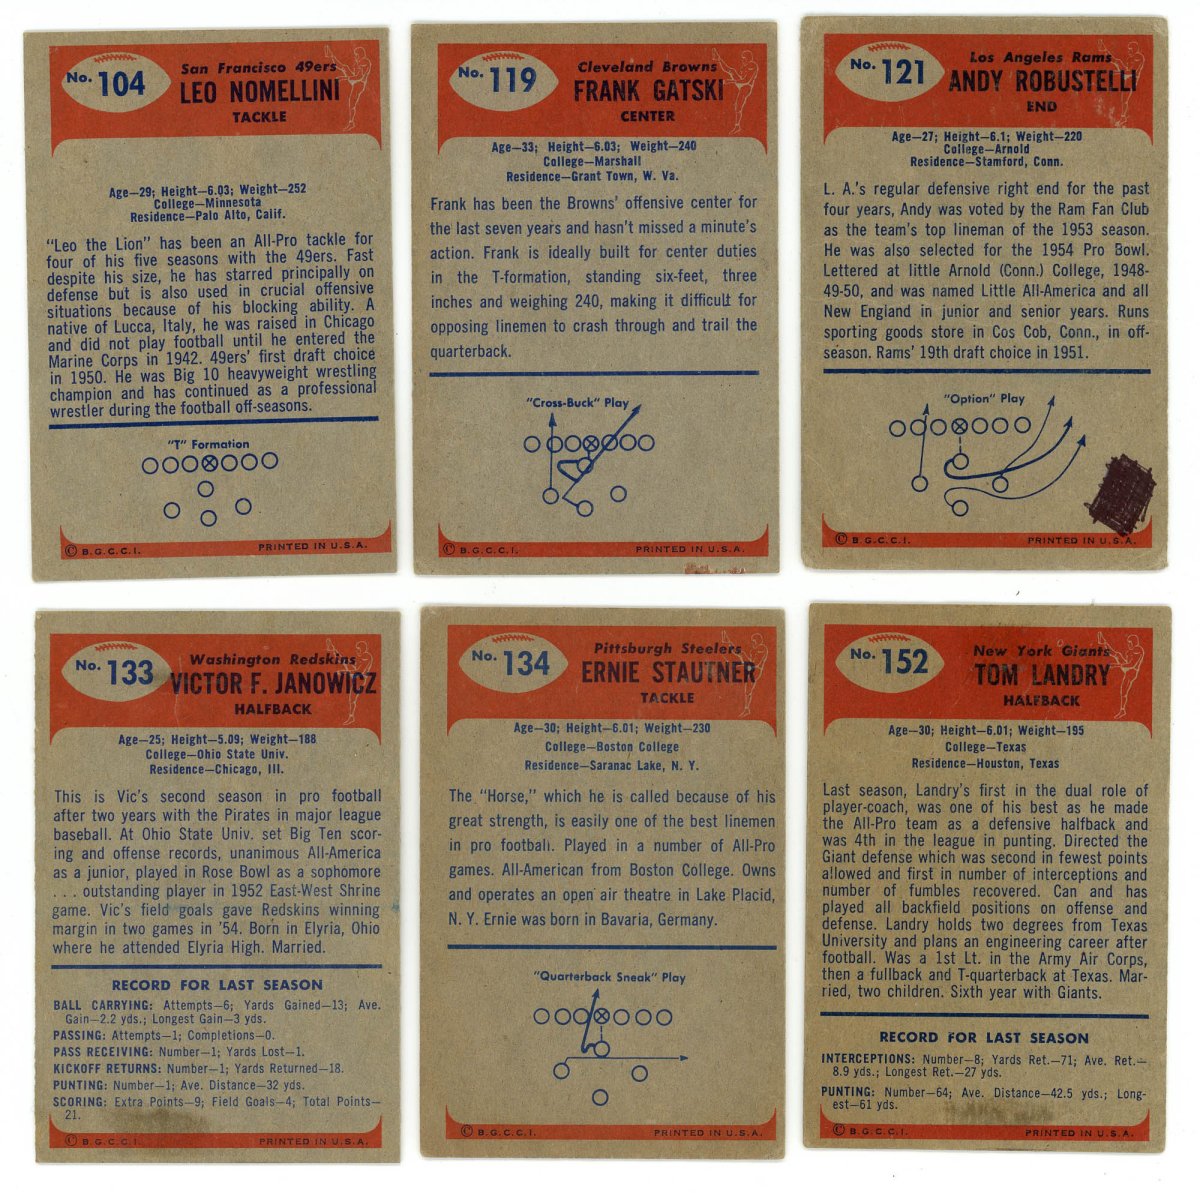 No. 104
San Francisco 49ers
LEO NOMELLINI
TACKLE
Age—29; Height—6.03; Weight—252
College—Minnesota
Residence—Palo Alto, Calif.
"Leo the Lion" has been an All-Pro tackle for
four of his five seasons with the 49ers. Fast
despite his size, he has starred principally on
defense but is also used in crucial offensive
situations because of his blocking ability. A
native of Lucca, Italy, he was raised in Chicago
and did not play football until he entered the
Marine Corps in 1942. 49ers' first draft choice
in 1950. He was Big 10 heavyweight wrestling
champion and has continued as a professional
wrestler during the football off-seasons.
"T" Formation
© B.G.C.C.I. PRINTED IN U.S.A.
No. 119
Cleveland Browns
FRANK GATSKI
CENTER
Age—33; Height—6.03; Weight—240
College—Marshall
Residence—Grant Town, W. Va.
Frank has been the Browns' offensive center for
the last seven years and hasn't missed a minute's
action. Frank is ideally built for center duties
in the T-formation, standing six-feet, three
inches and weighing 240, making it difficult for
opposing linemen to crash through and trail the
quarterback.
"Cross-Buck" Play
© B.G.C.C.I. PRINTED IN U.S.A.
No. 121
Los Angeles Rams
ANDY ROBUSTELLI
END
Age—27; Height—6.1; Weight—220
College—Arnold
Residence—Stamford, Conn.
L. A.'s regular defensive right end for the past
four years, Andy was voted by the Ram Fan Club
as the team's top lineman of the 1953 season.
He was also selected for the 1954 Pro Bowl.
Lettered at little Arnold (Conn.) College, 1948-
49-50, and was named Little All-America and all
New England in junior and senior years. Runs
sporting goods store in Cos Cob, Conn., in off-
season. Rams' 19th draft choice in 1951.
"Option" Play
© B.G.C.C.I. PRINTED IN U.S.A.
No. 133
Washington Redskins
VICTOR F. JANOWICZ
HALFBACK
Age—25; Height—5.09; Weight—188
College—Ohio State Univ.
Residence—Chicago, Ill.
This is Vic's second season in pro football
after two years with the Pirates in major league
baseball. At Ohio State Univ. set Big Ten scor-
ing and offense records, unanimous All-America
as a junior, played in Rose Bowl as a sophomore
. . . outstanding player in 1952 East-West Shrine
game. Vic's field goals gave Redskins winning
margin in two games in '54. Born in Elyria, Ohio
where he attended Elyria High. Married.
RECORD FOR LAST SEASON
BALL CARRYING: Attempts—6; Yards Gained—13; Ave.
Gain—2.2 yds.; Longest Gain—3 yds.
PASSING: Attempts—1; Completions—0.
PASS RECEIVING: Number—1; Yards Lost—1.
KICKOFF RETURNS: Number—1; Yards Returned—18.
PUNTING: Number—1; Ave. Distance—32 yds.
SCORING: Extra Points—9; Field Goals—4; Total Points—
21.
© B.G.C.C.I. PRINTED IN U.S.A.
No. 134
Pittsburgh Steelers
ERNIE STAUTNER
TACKLE
Age—30; Height—6.01; Weight—230
College—Boston College
Residence—Saranac Lake, N. Y.
The "Horse," which he is called because of his
great strength, is easily one of the best linemen
in pro football. Played in a number of All-Pro
games. All-American from Boston College. Owns
and operates an open air theatre in Lake Placid,
N. Y. Ernie was born in Bavaria, Germany.
"Quarterback Sneak" Play
© B.G.C.C.I. PRINTED IN U.S.A.
No. 152
New York Giants
TOM LANDRY
HALFBACK
Age—30; Height—6.01; Weight—195
College—Texas
Residence—Houston, Texas
Last season, Landry's first in the dual role of
player-coach, was one of his best as he made
the All-Pro team as a defensive halfback and
was 4th in the league in punting. Directed the
Giant defense which was second in fewest points
allowed and first in number of interceptions and
number of fumbles recovered. Can and has
played all backfield positions on offense and
defense. Landry holds two degrees from Texas
University and plans an engineering career after
football. Was a 1st Lt. in the Army Air Corps,
then a fullback and T-quarterback at Texas. Mar-
ried, two children. Sixth year with Giants.
RECORD FOR LAST SEASON
INTERCEPTIONS: Number—8; Yards Ret.—71; Ave. Ret.—
8.9 yds.; Longest Ret.—27 yds.
PUNTING: Number—64; Ave. Distance—42.5 yds.; Long-
est—61 yds.
© B.G.C.C.I. PRINTED IN U.S.A.